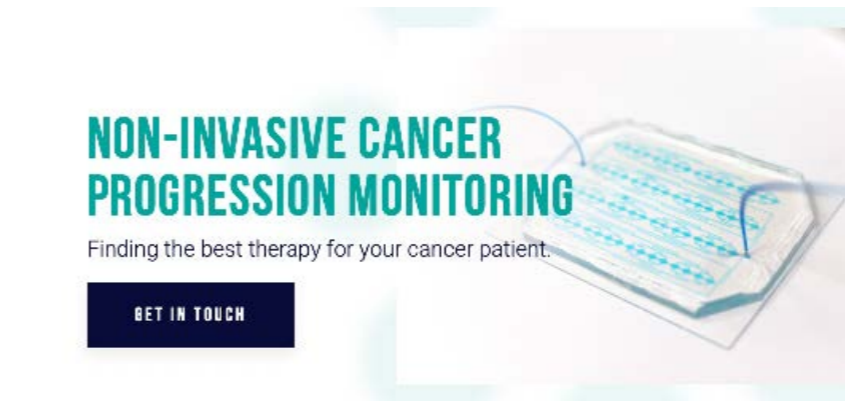 NON-INVASIVE CANCER
PROGRESSION MONITORING
Finding the best therapy for your cancer patient.
GET IN TOUCH